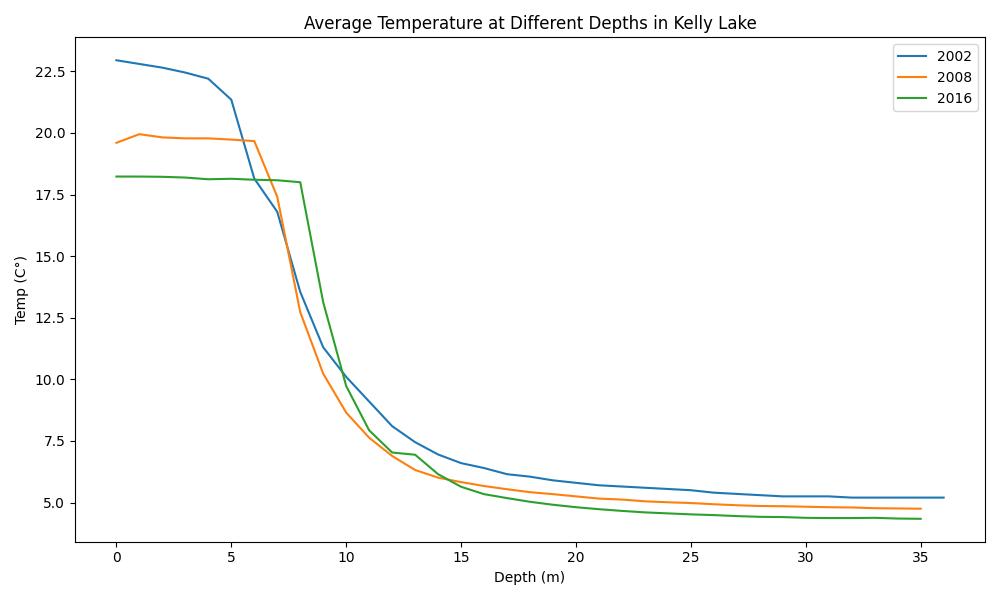 Average Temperature at Different Depths in Kelly Lake
2002
2008
2016
22.5
20.0
17.5
15.0
12.5
10.0
7.5
5.0
Temp (C°)
0 5 10 15 20 25 30 35
Depth (m)